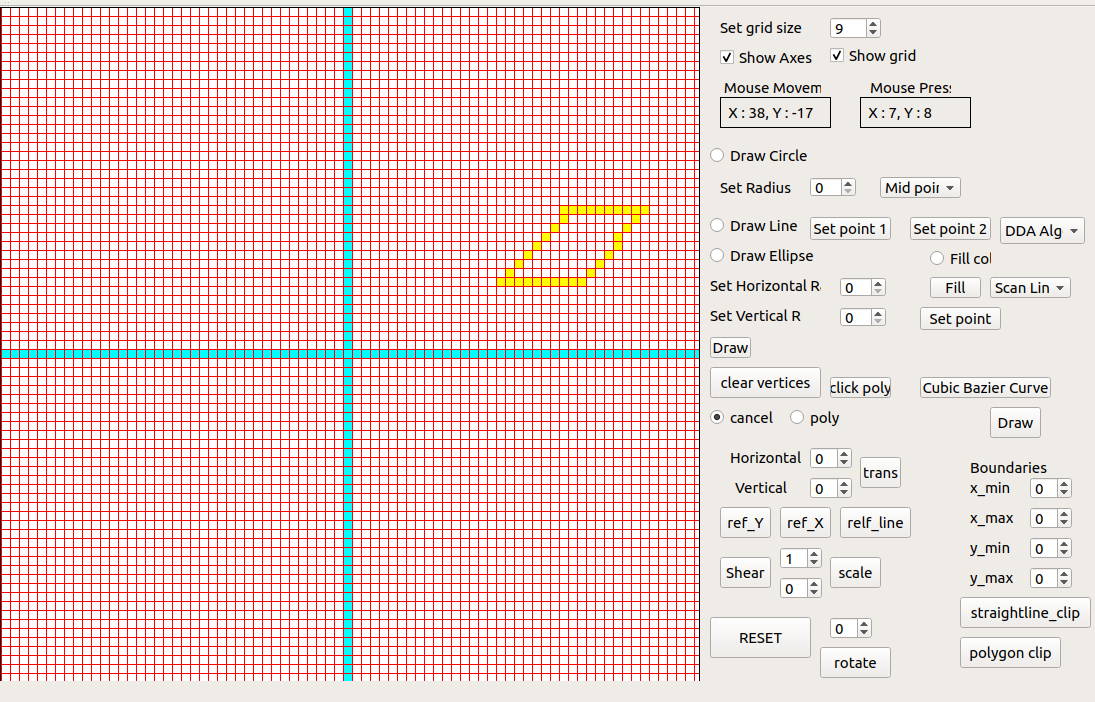 Set grid size 9
Show Axes Show grid
Mouse Movem Mouse Pres
X : 38, Y : -17 X : 7, Y : 8
Draw Circle
Set Radius 0 Mid poir
Draw Line Set point 1 Set point 2 DDA Alg
Draw Ellipse Fill col
Set Horizontal R 0 Fill Scan Lin
Set Vertical R 0 Set point
Draw
clear vertices click poly Cubic Bazier Curve
cancel poly Draw
Horizontal 0 trans Boundaries
Vertical 0 x_min 0
ref_Y ref_X relf_line x_max 0
y_min 0
Shear 1 scale y_max 0
0
straightline_clip
RESET 0
rotate polygon clip